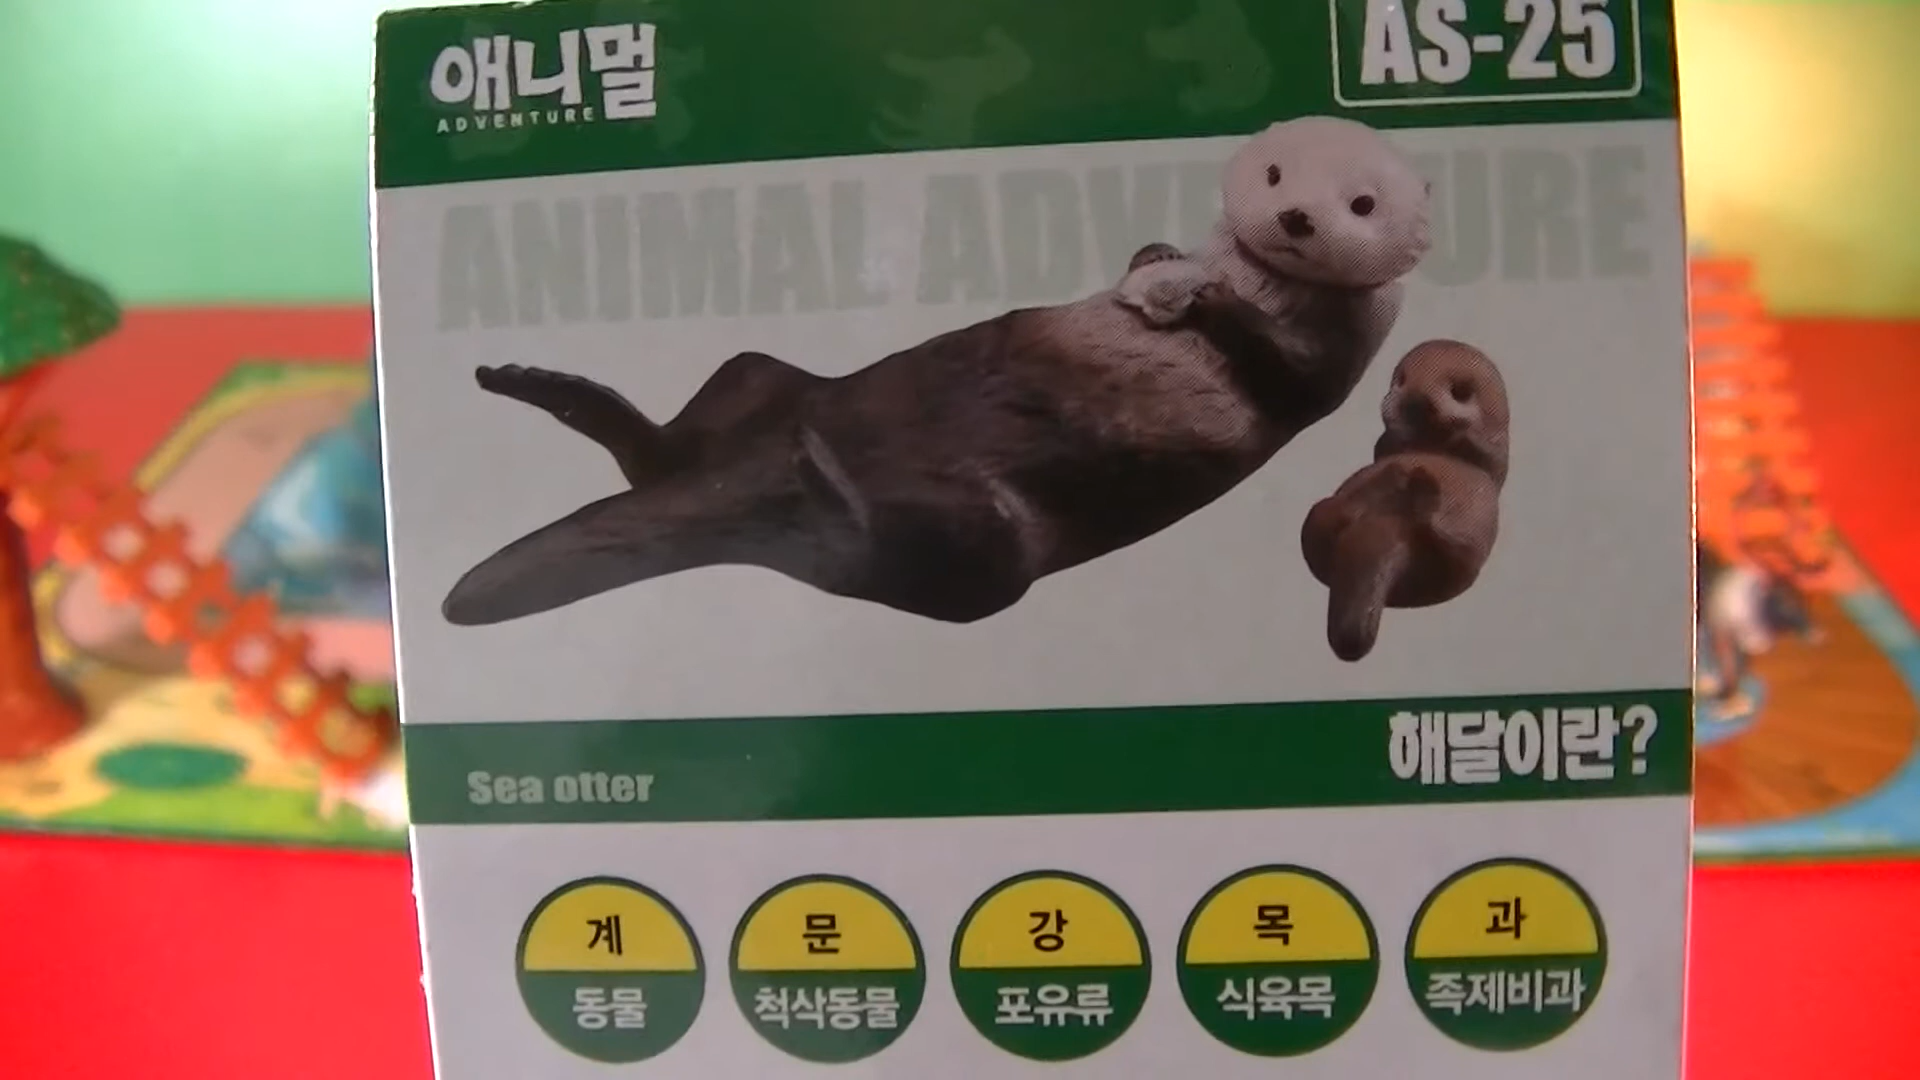 애니멀
ADVENTURE
AS-25
ANIMAL ADVENTURE
Sea otter
해달이란?
계
동물
문
척삭동물
강
포유류
목
식육목
과
족제비과